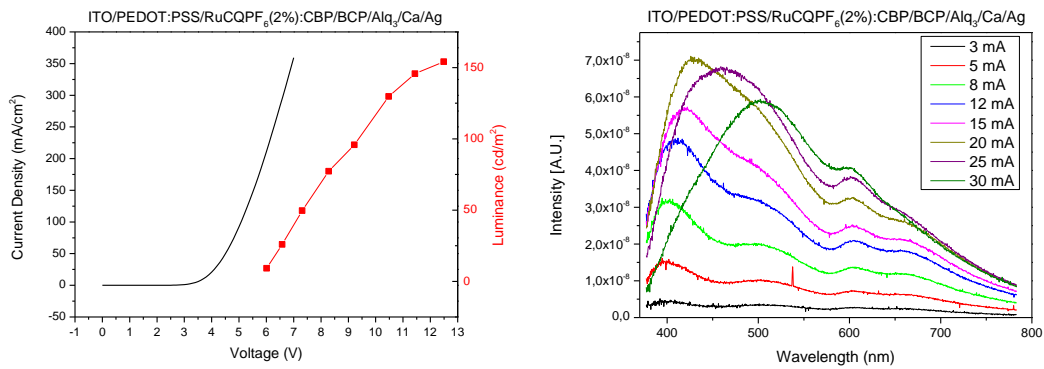 ITO/PEDOT:PSS/RuCQPF₆(2%):CBP/BCP/Alq₃/Ca/Ag
400
350
300
250
200
150
100
50
0
-50
Current Density (mA/cm²)
150
100
50
0
Luminance (cd/m²)
-1 0 1 2 3 4 5 6 7 8 9 10 11 12 13
Voltage (V)
ITO/PEDOT:PSS/RuCQPF₆(2%):CBP/BCP/Alq₃/Ca/Ag
7,0x10⁻⁸
6,0x10⁻⁸
5,0x10⁻⁸
4,0x10⁻⁸
3,0x10⁻⁸
2,0x10⁻⁸
1,0x10⁻⁸
0,0
Intensity [A.U.]
3 mA
5 mA
8 mA
12 mA
15 mA
20 mA
25 mA
30 mA
400 500 600 700 800
Wavelength (nm)